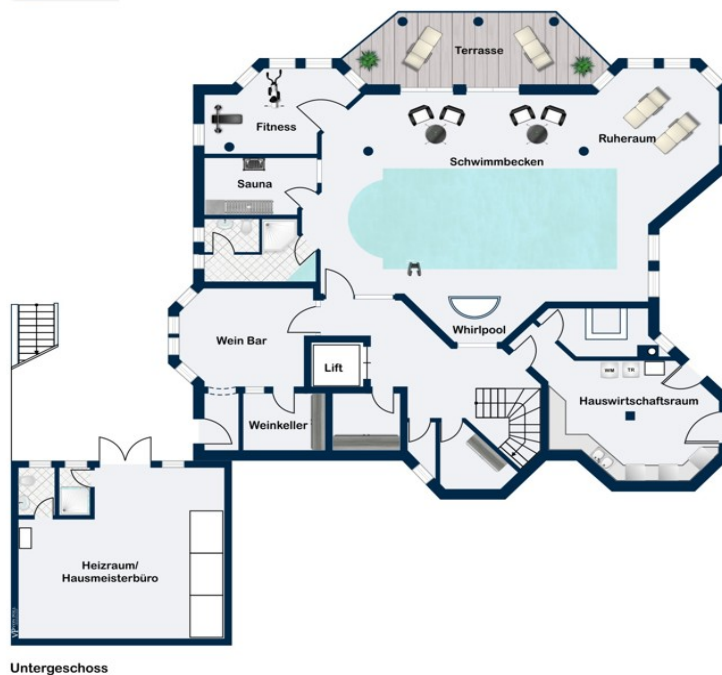 Terrasse
Fitness
Ruheraum
Schwimmbecken
Sauna
Whirlpool
Wein Bar
Lift
WM TR
Hauswirtschaftsraum
Weinkeller
Heizraum/
Hausmeisterbüro
Untergeschoss